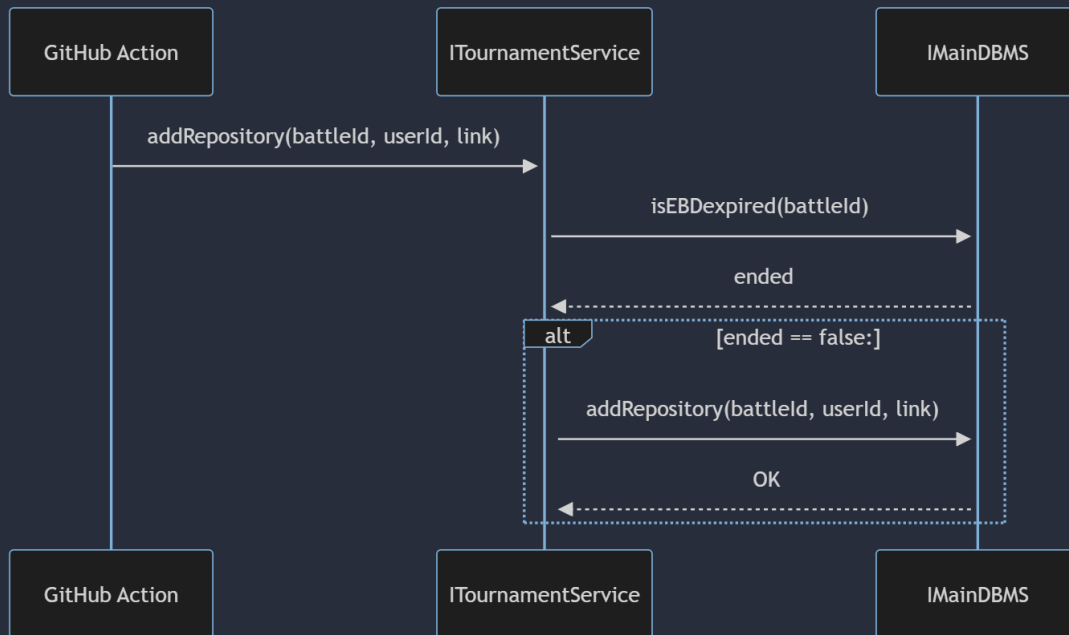 GitHub Action
ITournamentService
IMainDBMS
addRepository(battleId, userId, link)
isEBDexpired(battleId)
ended
alt
[ended == false:]
addRepository(battleId, userId, link)
OK
GitHub Action
ITournamentService
IMainDBMS